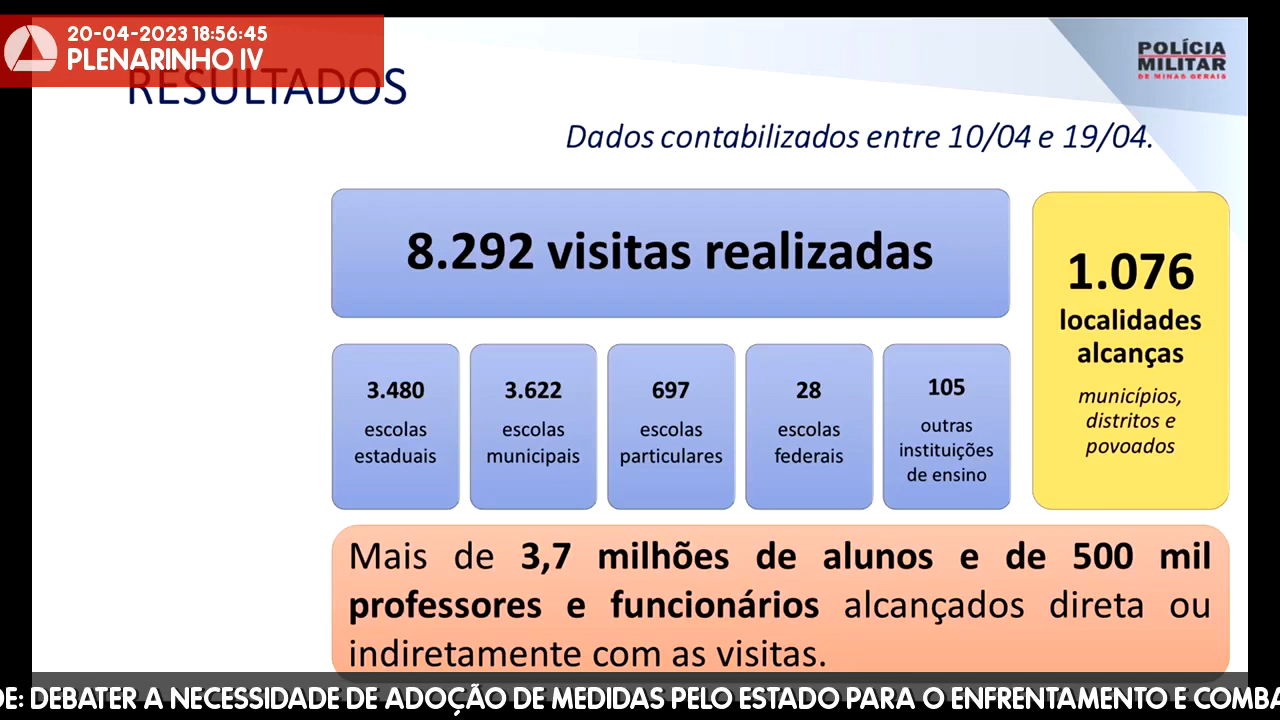 20-04-2023 18:56:45
PLENARINHO IV
POLÍCIA
MILITAR
DE MINAS GERAIS
RESULTADOS
Dados contabilizados entre 10/04 e 19/04.
8.292 visitas realizadas
1.076
localidades
alcanças
municípios,
distritos e
povoados
3.480
escolas
estaduais
3.622
escolas
municipais
697
escolas
particulares
28
escolas
federais
105
outras
instituições
de ensino
Mais de 3,7 milhões de alunos e de 500 mil
professores e funcionários alcançados direta ou
indiretamente com as visitas.
DE: DEBATER A NECESSIDADE DE ADOÇÃO DE MEDIDAS PELO ESTADO PARA O ENFRENTAMENTO E COMBA